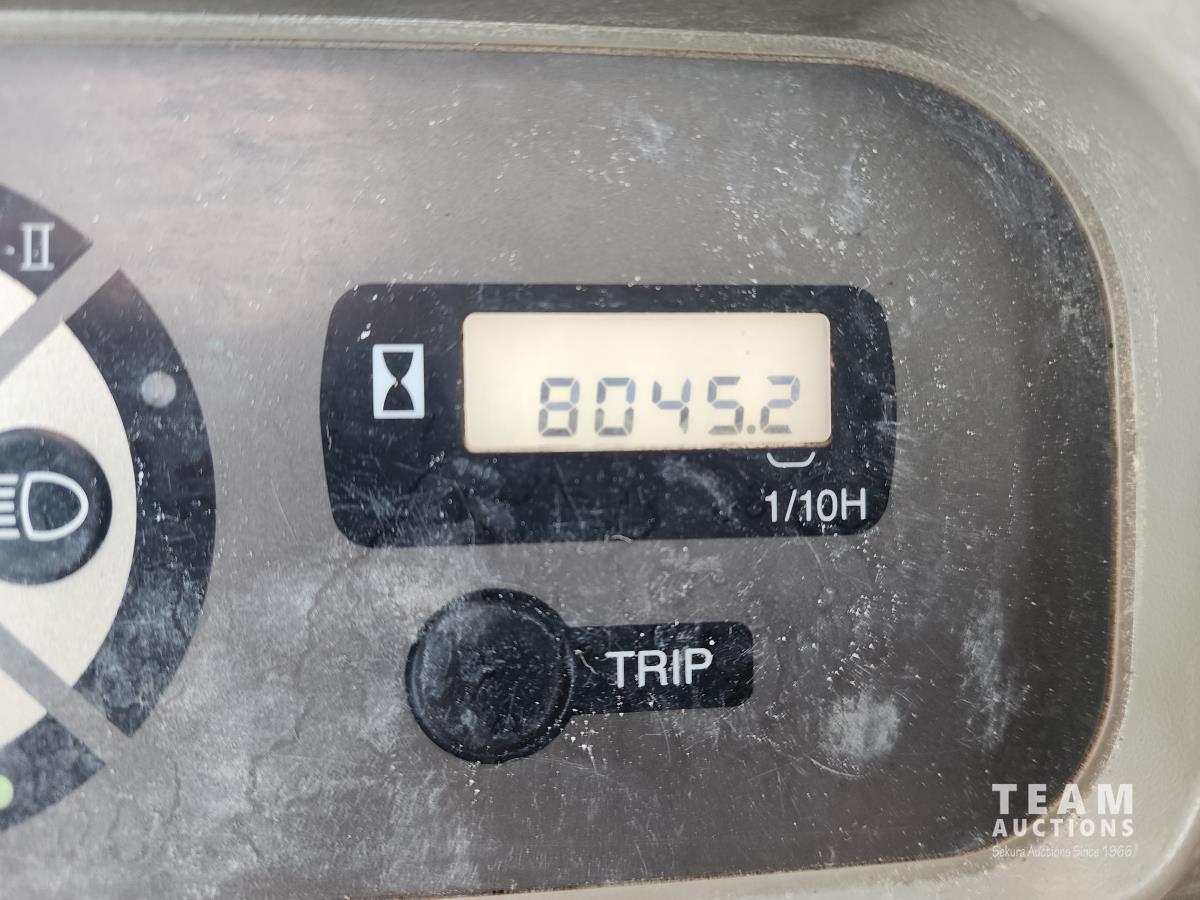 II
8045.2
1/10H
TRIP
TEAM
AUCTIONS
Sekura Auctions Since 1966